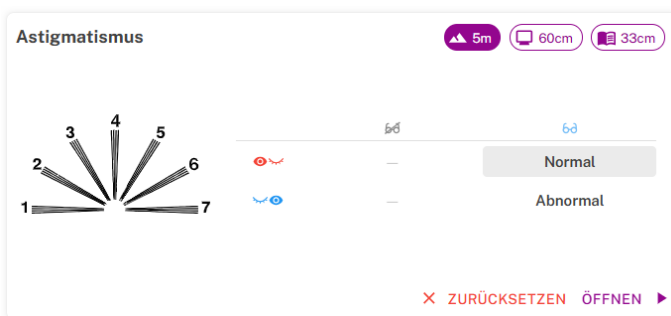 Astigmatismus
5m
60cm
33cm
1
2
3
4
5
6
7
— Normal
— Abnormal
ZURÜCKSETZEN
ÖFFNEN